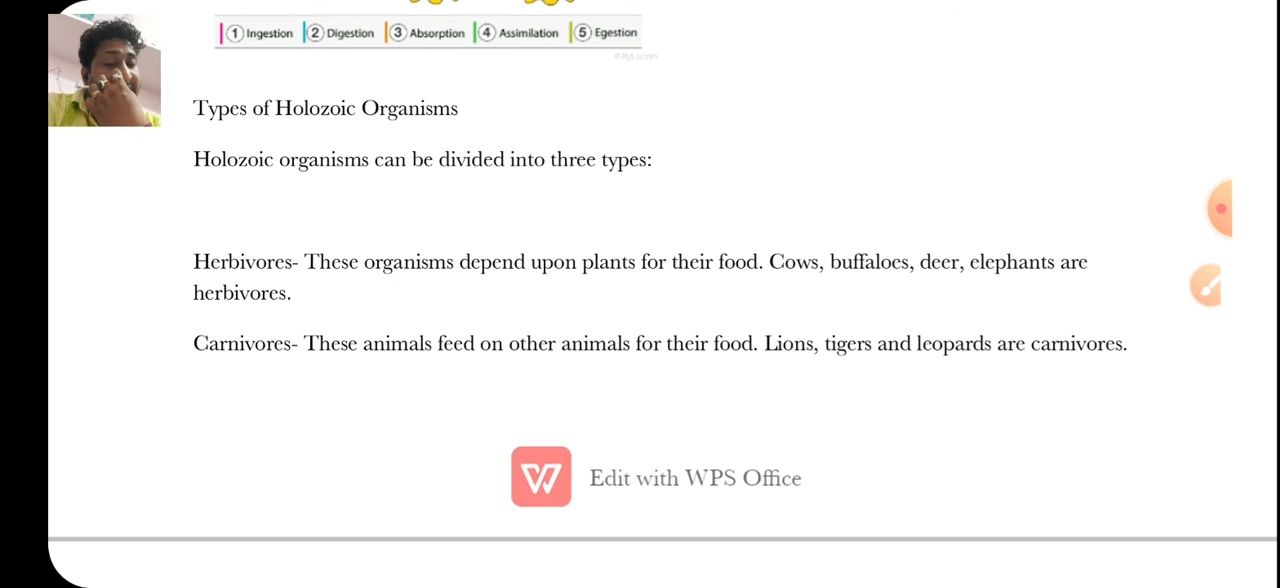 1 Ingestion 2 Digestion 3 Absorption 4 Assimilation 5 Egestion
© Byjus.com
Types of Holozoic Organisms
Holozoic organisms can be divided into three types:
Herbivores- These organisms depend upon plants for their food. Cows, buffaloes, deer, elephants are
herbivores.
Carnivores- These animals feed on other animals for their food. Lions, tigers and leopards are carnivores.
Edit with WPS Office